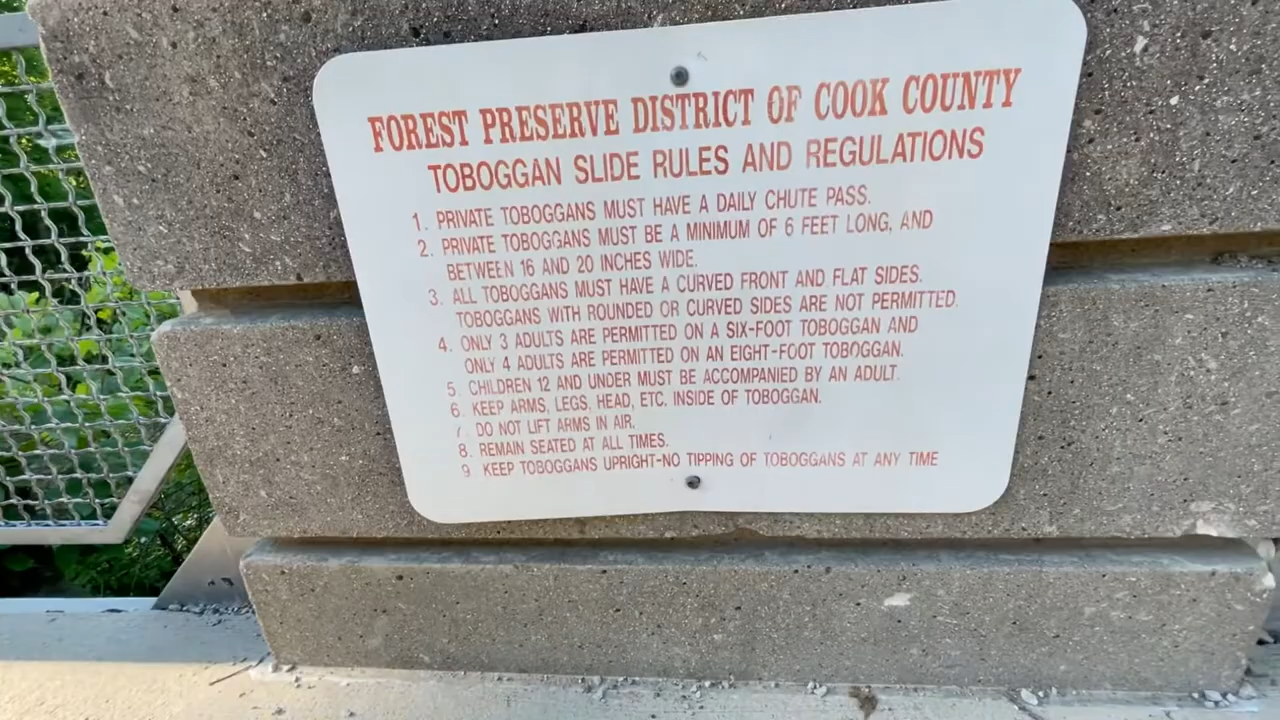 FOREST PRESERVE DISTRICT OF COOK COUNTY
TOBOGGAN SLIDE RULES AND REGULATIONS
1. PRIVATE TOBOGGANS MUST HAVE A DAILY CHUTE PASS.
2. PRIVATE TOBOGGANS MUST BE A MINIMUM OF 6 FEET LONG, AND
BETWEEN 16 AND 20 INCHES WIDE.
3. ALL TOBOGGANS MUST HAVE A CURVED FRONT AND FLAT SIDES.
TOBOGGANS WITH ROUNDED OR CURVED SIDES ARE NOT PERMITTED.
4. ONLY 3 ADULTS ARE PERMITTED ON A SIX-FOOT TOBOGGAN AND
ONLY 4 ADULTS ARE PERMITTED ON AN EIGHT-FOOT TOBOGGAN.
5. CHILDREN 12 AND UNDER MUST BE ACCOMPANIED BY AN ADULT.
6. KEEP ARMS, LEGS, HEAD, ETC. INSIDE OF TOBOGGAN.
7. DO NOT LIFT ARMS IN AIR.
8. REMAIN SEATED AT ALL TIMES.
9. KEEP TOBOGGANS UPRIGHT-NO TIPPING OF TOBOGGANS AT ANY TIME